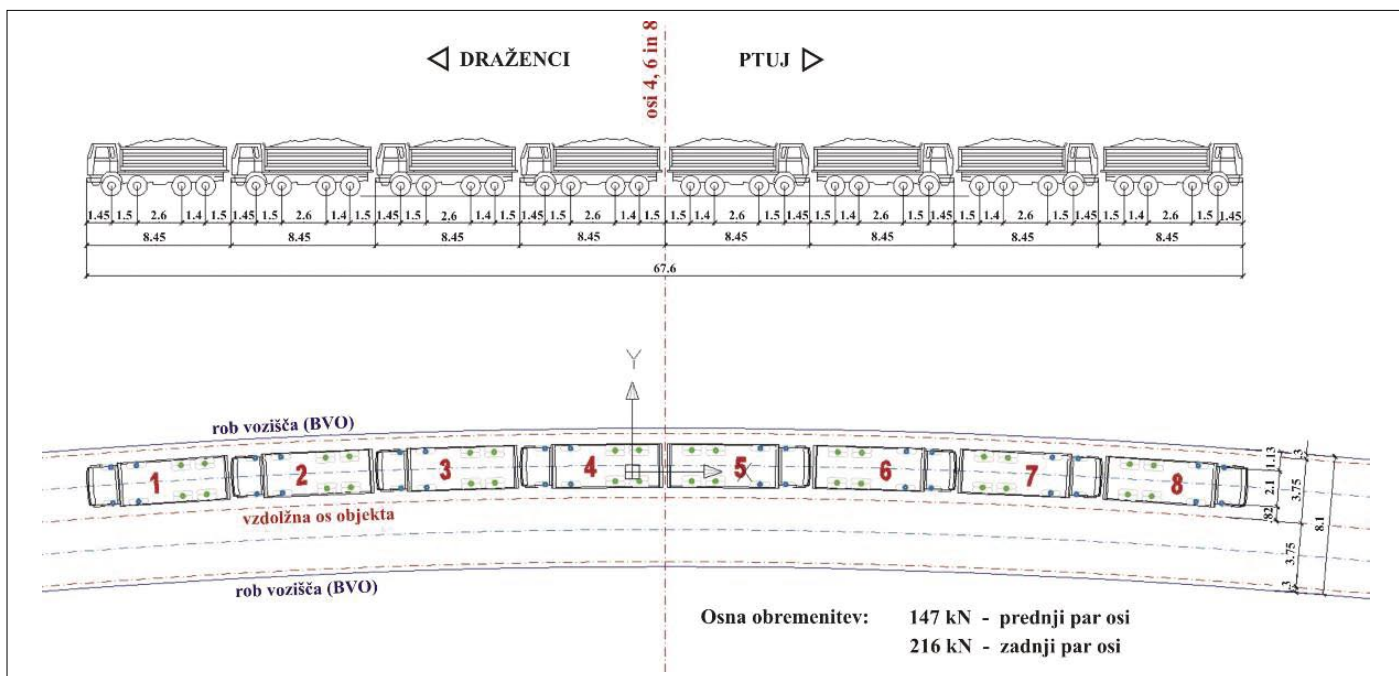 DRAŽENCI
PTUJ
osi 4, 6 in 8
1.45 1.5 2.6 1.4 1.5 1.45 1.5 2.6 1.4 1.5 1.45 1.5 2.6 1.4 1.5 1.45 1.5 2.6 1.4 1.5 1.5 1.4 2.6 1.5 1.45 1.5 1.4 2.6 1.5 1.45 1.5 1.4 2.6 1.5 1.45 1.5 1.4 2.6 1.5 1.45
8.45 8.45 8.45 8.45 8.45 8.45 8.45 8.45
67.6
Y
X
rob vozišča (BVO)
1 2 3 4 5 6 7 8
1.13 .3
2.1 3.75
.82
8.1
3.75
.3
vzdolžna os objekta
rob vozišča (BVO)
Osna obremenitev: 147 kN - prednji par osi
216 kN - zadnji par osi